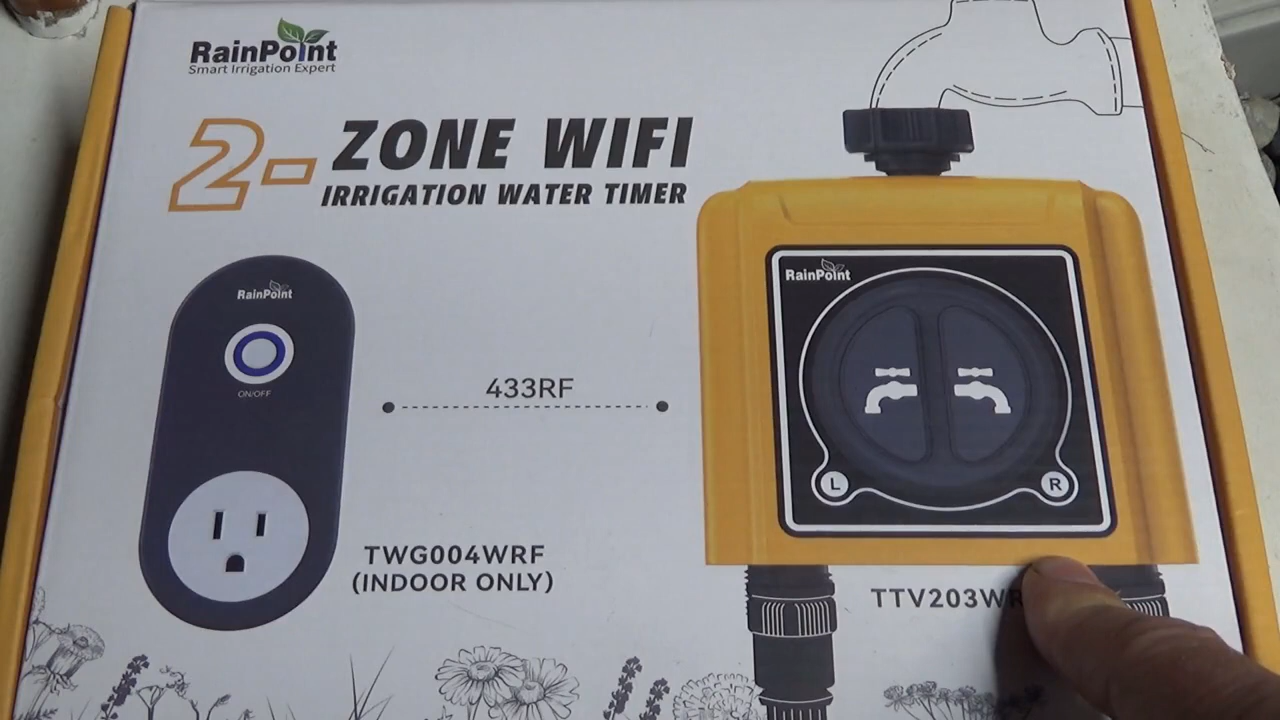 RainPoint
Smart Irrigation Expert
2-ZONE WIFI
IRRIGATION WATER TIMER
RainPoint
ON/OFF
433RF
RainPoint
L
R
TWG004WRF
(INDOOR ONLY)